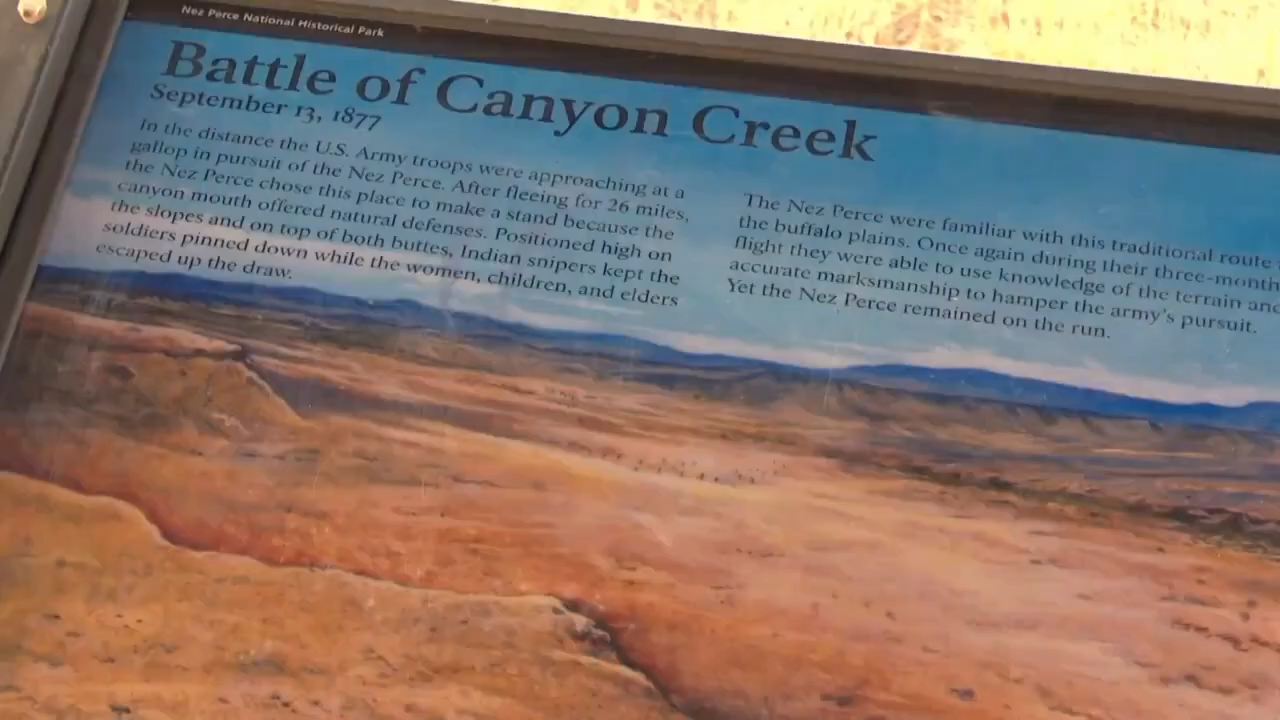 Nez Perce National Historical Park
Battle of Canyon Creek
September 13, 1877
In the distance the U.S. Army troops were approaching at a
gallop in pursuit of the Nez Perce. After fleeing for 26 miles,
the Nez Perce chose this place to make a stand because the
canyon mouth offered natural defenses. Positioned high on
the slopes and on top of both buttes, Indian snipers kept the
soldiers pinned down while the women, children, and elders
escaped up the draw.
The Nez Perce were familiar with this traditional route
the buffalo plains. Once again during their three-month
flight they were able to use knowledge of the terrain and
accurate marksmanship to hamper the army's pursuit.
Yet the Nez Perce remained on the run.